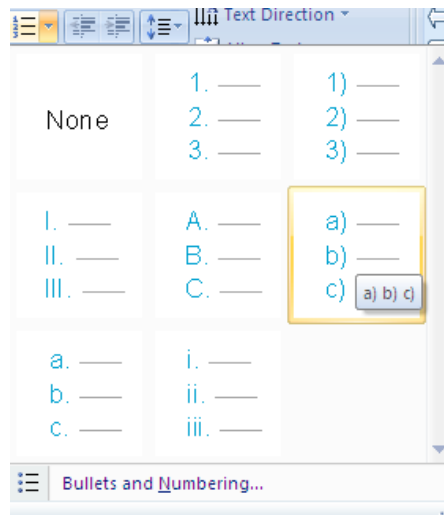 Text Direction
None
1.
2.
3.
1)
2)
3)
I.
II.
III.
A.
B.
C.
a)
b)
c)
a) b) c)
a.
b.
c.
i.
ii.
iii.
Bullets and Numbering...